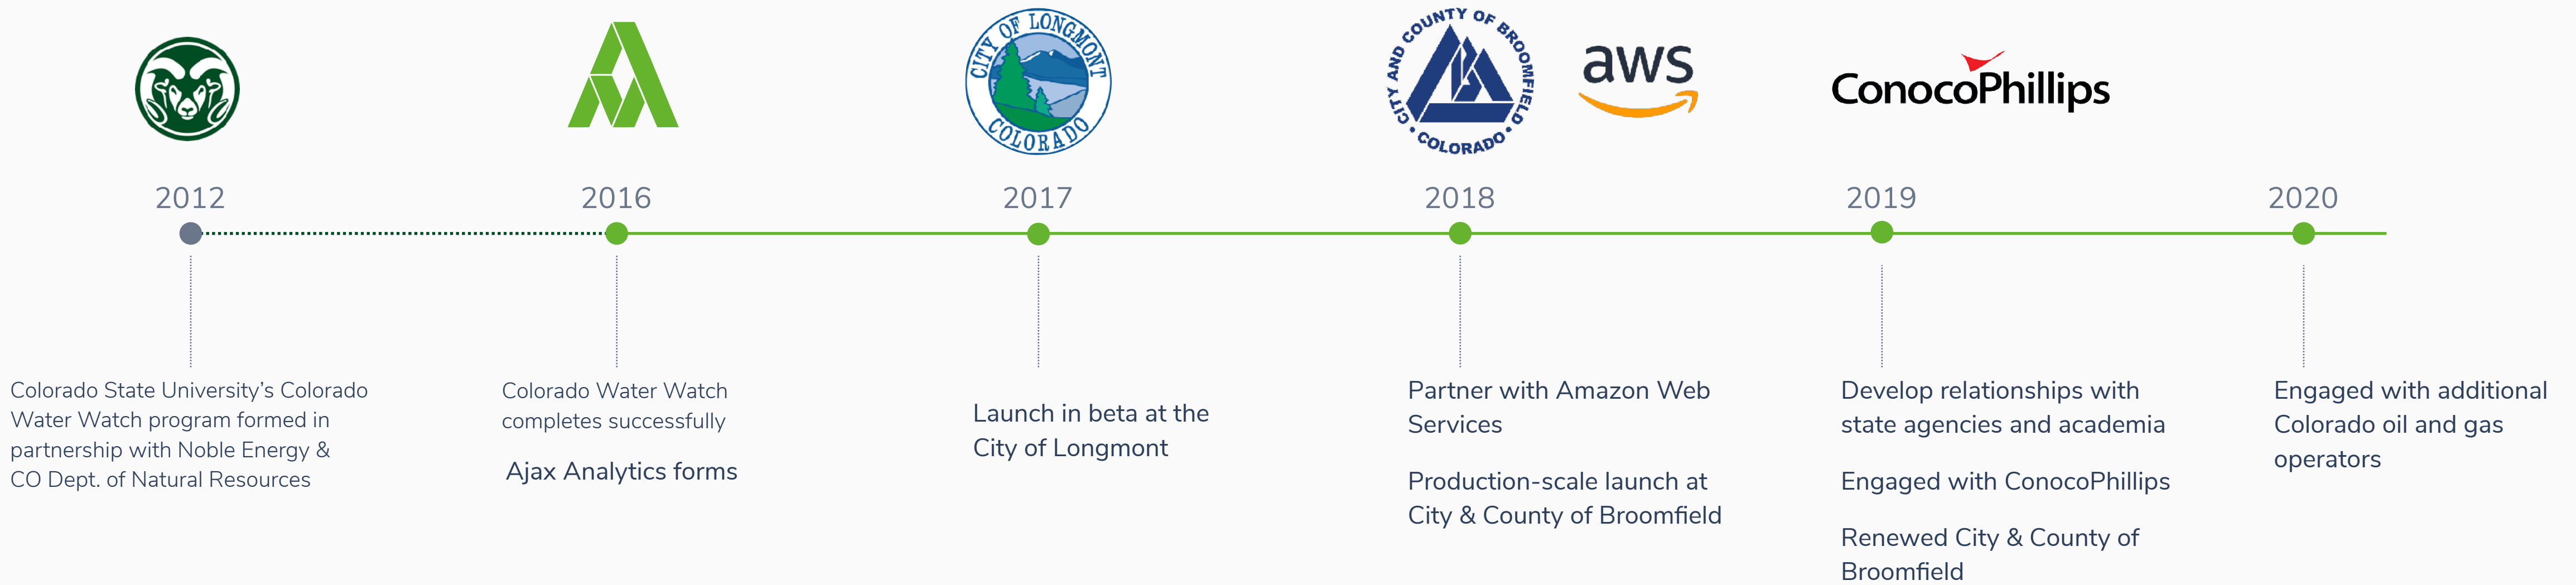 CITY OF LONGMONT
COLORADO
CITY AND COUNTY OF BROOMFIELD
• COLORADO •
aws
ConocoPhillips
2012
2016
2017
2018
2019
2020
Colorado State University’s Colorado
Water Watch program formed in
partnership with Noble Energy &
CO Dept. of Natural Resources
Colorado Water Watch
completes successfully
Ajax Analytics forms
Launch in beta at the
City of Longmont
Partner with Amazon Web
Services
Production-scale launch at
City & County of Broomfield
Develop relationships with
state agencies and academia
Engaged with ConocoPhillips
Renewed City & County of
Broomfield
Engaged with additional
Colorado oil and gas
operators